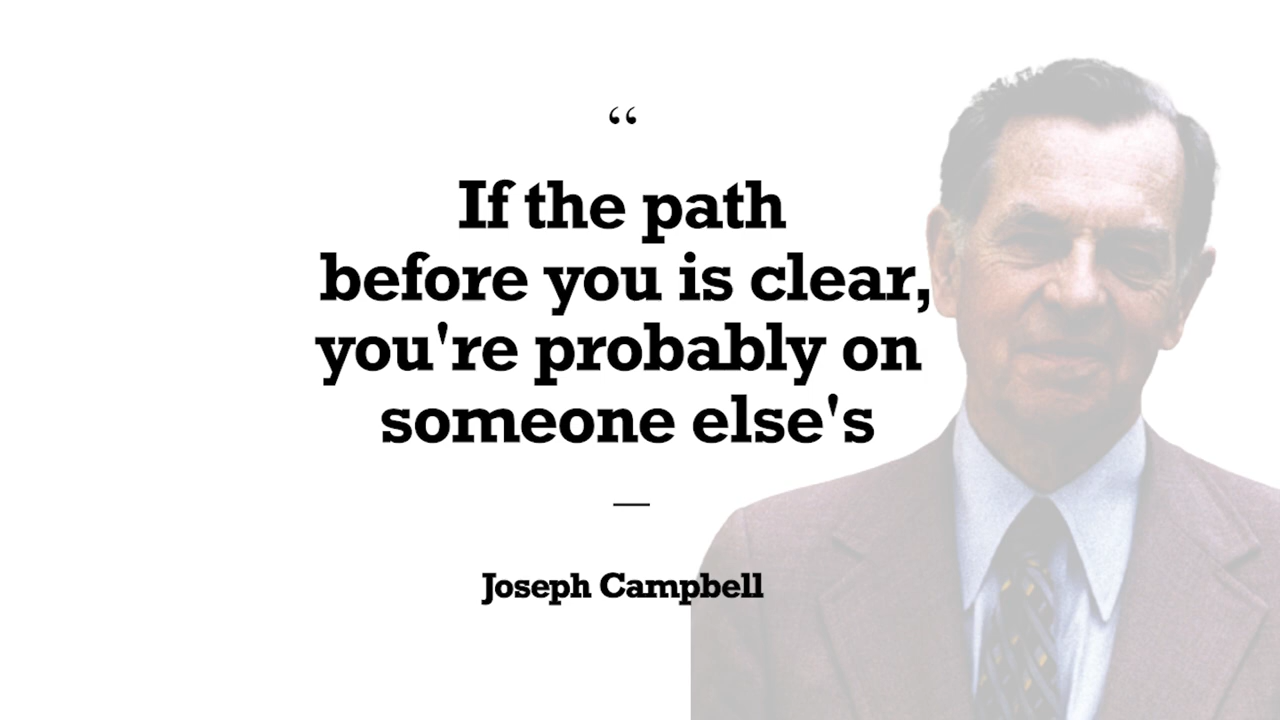 “
If the path
before you is clear,
you're probably on
someone else's
—
Joseph Campbell